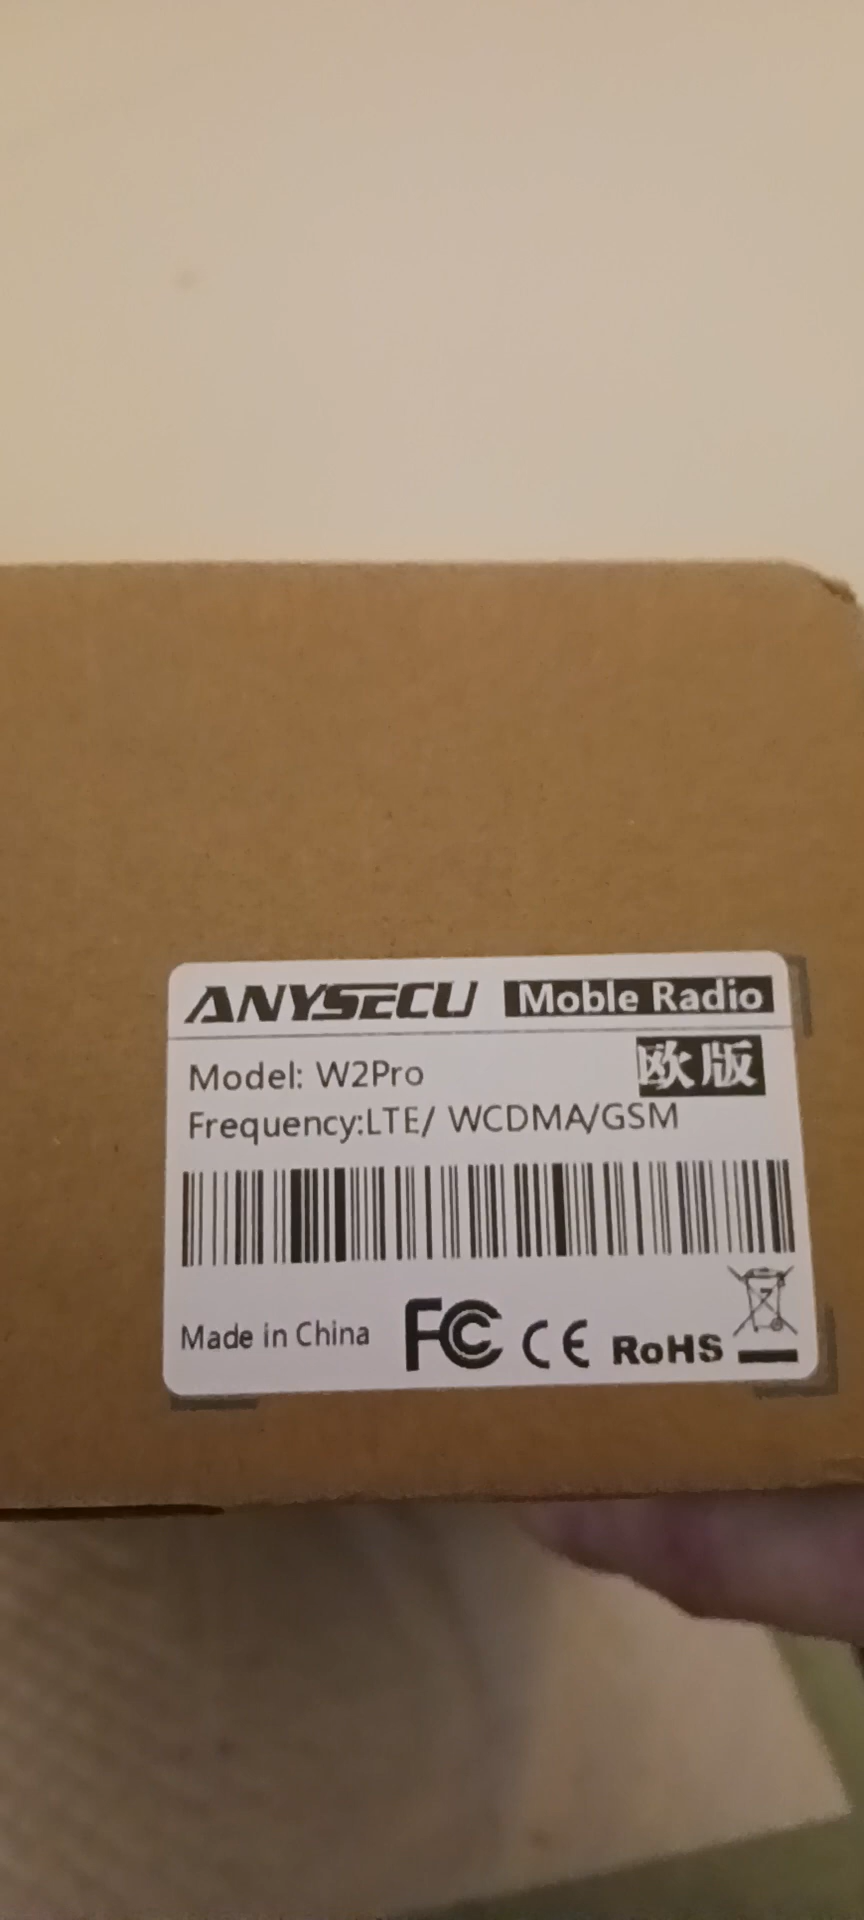 ANYSECU Moble Radio
Model: W2Pro 欧版
Frequency:LTE/ WCDMA/GSM
Made in China FC CE RoHS